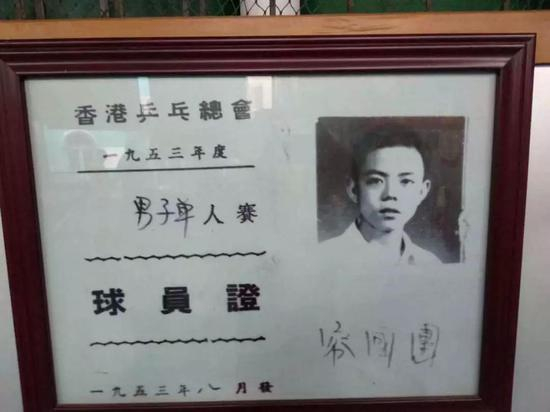 香港乒乓總會
一九五三年度
男子单人賽
球員證
一九五三年八月發
容國團